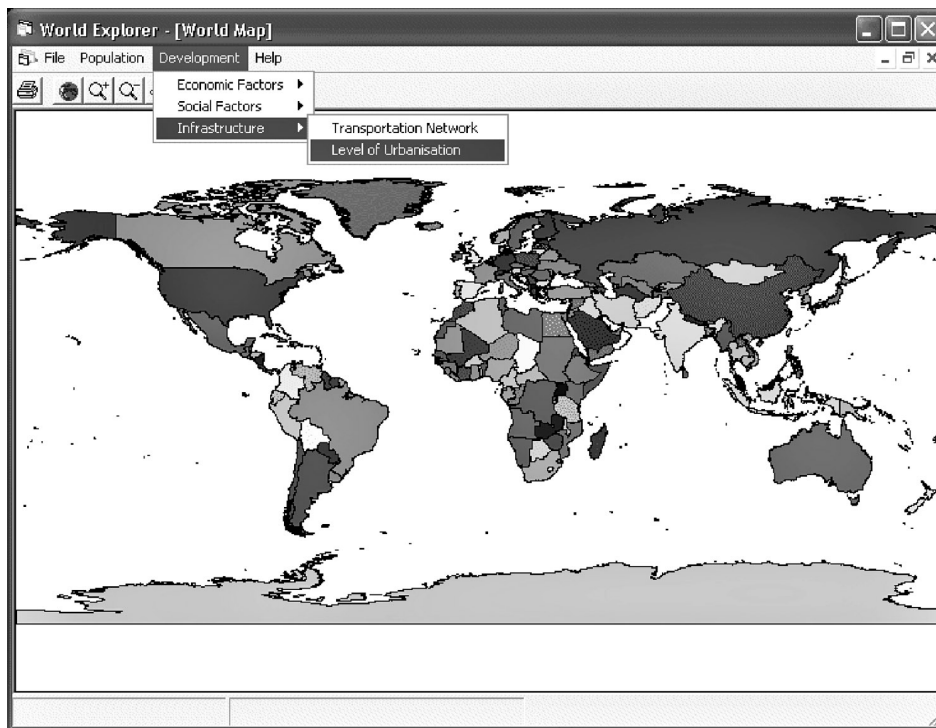 World Explorer - [World Map]
File Population Development Help
Economic Factors
Social Factors
Infrastructure
Transportation Network
Level of Urbanisation